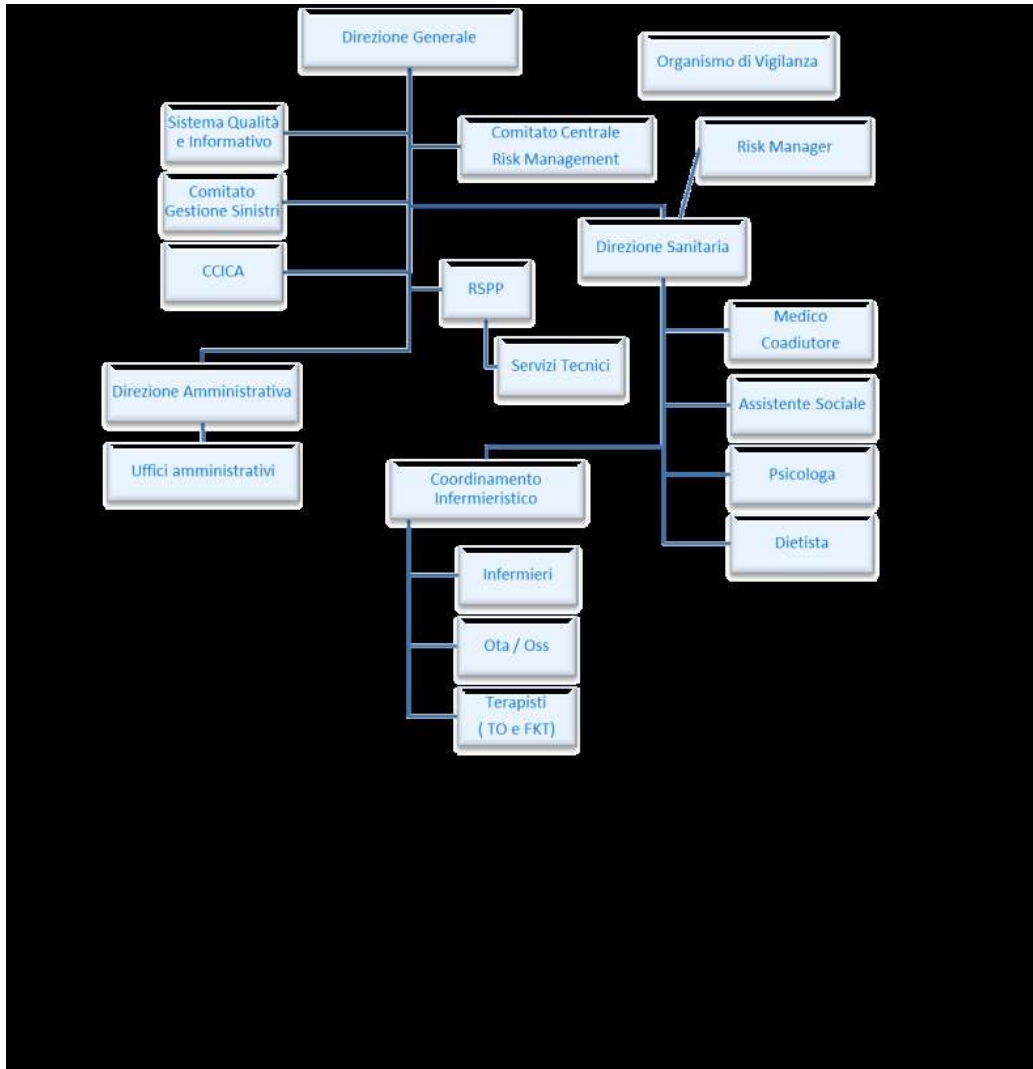 Direzione Generale
Organismo di Vigilanza
Sistema Qualità
e Informativo
Comitato Centrale
Risk Management
Risk Manager
Comitato
Gestione Sinistri
Direzione Sanitaria
CCICA
RSPP
Medico
Coadiutore
Servizi Tecnici
Direzione Amministrativa
Assistente Sociale
Uffici amministrativi
Coordinamento
Infermieristico
Psicologa
Dietista
Infermieri
Ota / Oss
Terapisti
( TO e FKT)